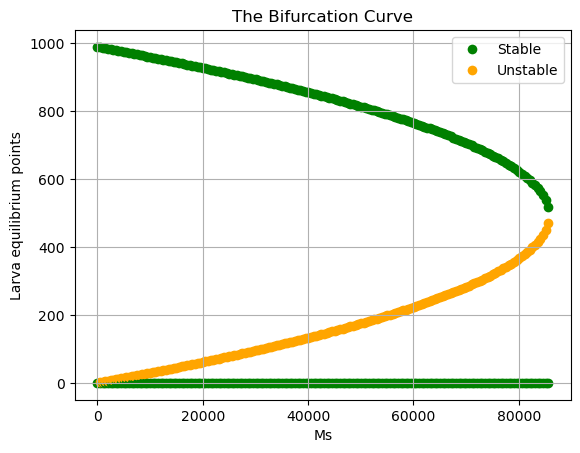 The Bifurcation Curve
Stable
Unstable
Larva equilibrium points
1000
800
600
400
200
0
0 20000 40000 60000 80000
Ms